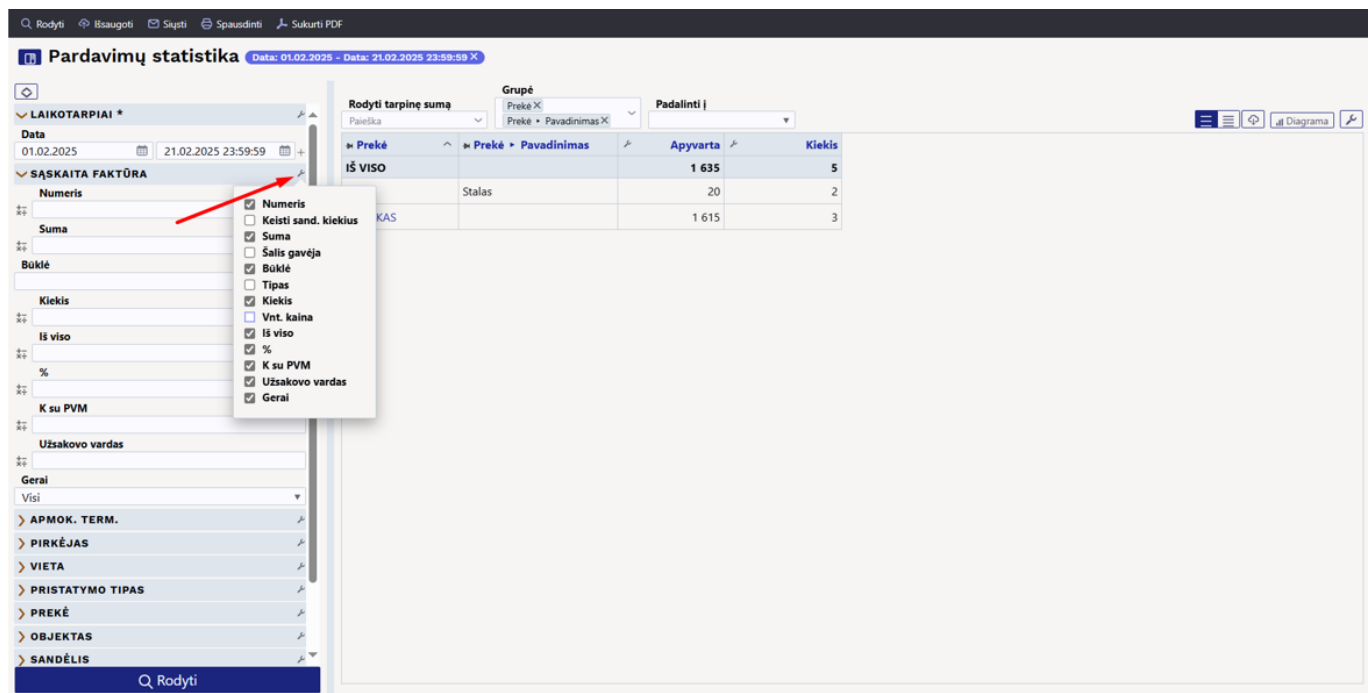 Rodyti Išsaugoti Siųsti Spausdinti Sukurti PDF
Pardavimų statistika Data: 01.02.2025 - Data: 21.02.2025 23:59:59 X
LAIKOTARPIAI *
Data
01.02.2025 21.02.2025 23:59:59 +
SĄSKAITA FAKTŪRA
Numeris
Suma
Būklė
Kiekis
Iš viso
%
K su PVM
Užsakovo vardas
Gerai
Visi
APMOK. TERM.
PIRKĖJAS
VIETA
PRISTATYMO TIPAS
PREKĖ
OBJEKTAS
SANDĖLIS
Rodyti
Numeris
Keisti sand. kiekius
Suma
Šalis gavėja
Būklė
Tipas
Kiekis
Vnt. kaina
Iš viso
%
K su PVM
Užsakovo vardas
Gerai
Rodyti tarpinę sumą
Paieška
Grupė
Prekė X
Prekė ‣ Pavadinimas X
Padalinti į
Diagrama
Prekė Prekė ‣ Pavadinimas Apyvarta Kiekis
IŠ VISO 1 635 5
Stalas 20 2
KAS 1 615 3